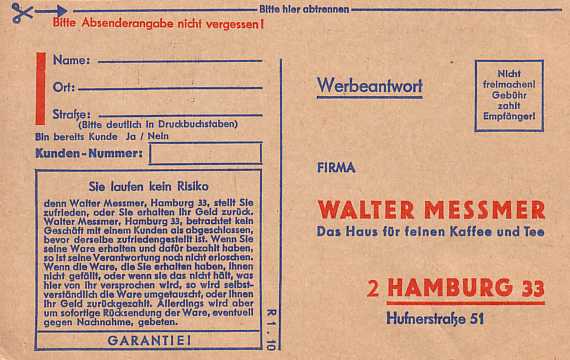 Bitte hier abtrennen
Bitte Absenderangabe nicht vergessen!
Name:
Ort:
Straße:
(Bitte deutlich in Druckbuchstaben)
Bin bereits Kunde Ja / Nein
Kunden-Nummer:
Sie laufen kein Risiko
denn Walter Messmer, Hamburg 33, stellt Sie
zufrieden, oder Sie erhalten Ihr Geld zurück.
Walter Messmer, Hamburg 33, betrachtet kein
Geschäft mit einem Kunden als abgeschlossen,
bevor derselbe zufriedengestellt ist. Wenn Sie
seine Ware erhalten und dafür bezahlt haben,
so ist seine Verantwortung noch nicht erloschen.
Wenn die Ware, die Sie erhalten haben, Ihnen
nicht gefällt, oder wenn sie das nicht hält, was
hier von ihr versprochen wird, so wird selbst-
verständlich die Ware umgetauscht, oder Ihnen
Ihr Geld zurückgezahlt. Allerdings wird aber
um sofortige Rücksendung der Ware, eventuell
gegen Nachnahme, gebeten.
GARANTIE!
R 1. 10
Werbeantwort
Nicht
freimachen!
Gebühr
zahlt
Empfänger!
FIRMA
WALTER MESSMER
Das Haus für feinen Kaffee und Tee
2 HAMBURG 33
Hufnerstraße 51